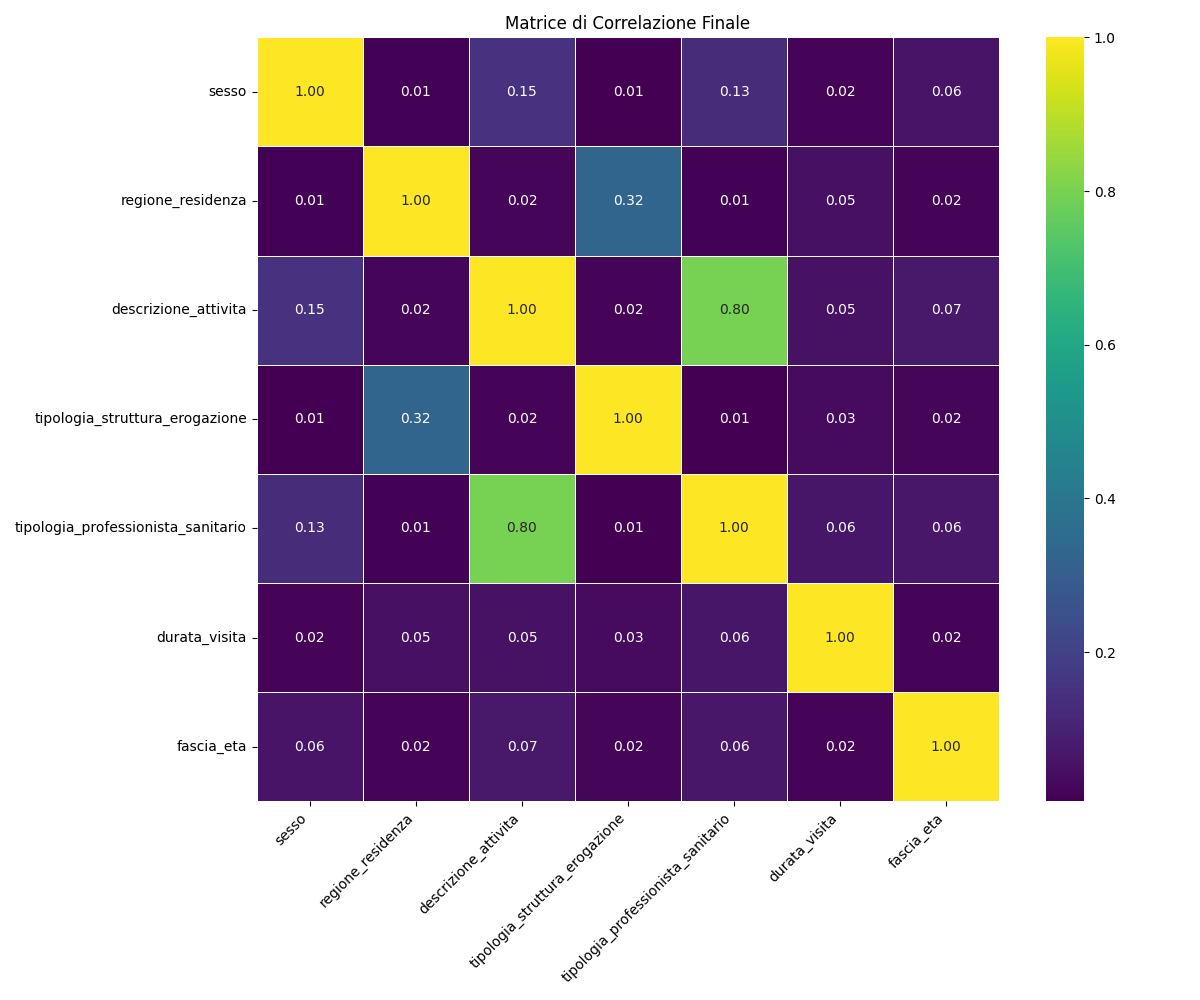 Matrice di Correlazione Finale
sesso 1.00 0.01 0.15 0.01 0.13 0.02 0.06
regione_residenza 0.01 1.00 0.02 0.32 0.01 0.05 0.02
descrizione_attivita 0.15 0.02 1.00 0.02 0.80 0.05 0.07
tipologia_struttura_erogazione 0.01 0.32 0.02 1.00 0.01 0.03 0.02
tipologia_professionista_sanitario 0.13 0.01 0.80 0.01 1.00 0.06 0.06
durata_visita 0.02 0.05 0.05 0.03 0.06 1.00 0.02
fascia_eta 0.06 0.02 0.07 0.02 0.06 0.02 1.00
sesso
regione_residenza
descrizione_attivita
tipologia_struttura_erogazione
tipologia_professionista_sanitario
durata_visita
fascia_eta
1.0
0.8
0.6
0.4
0.2